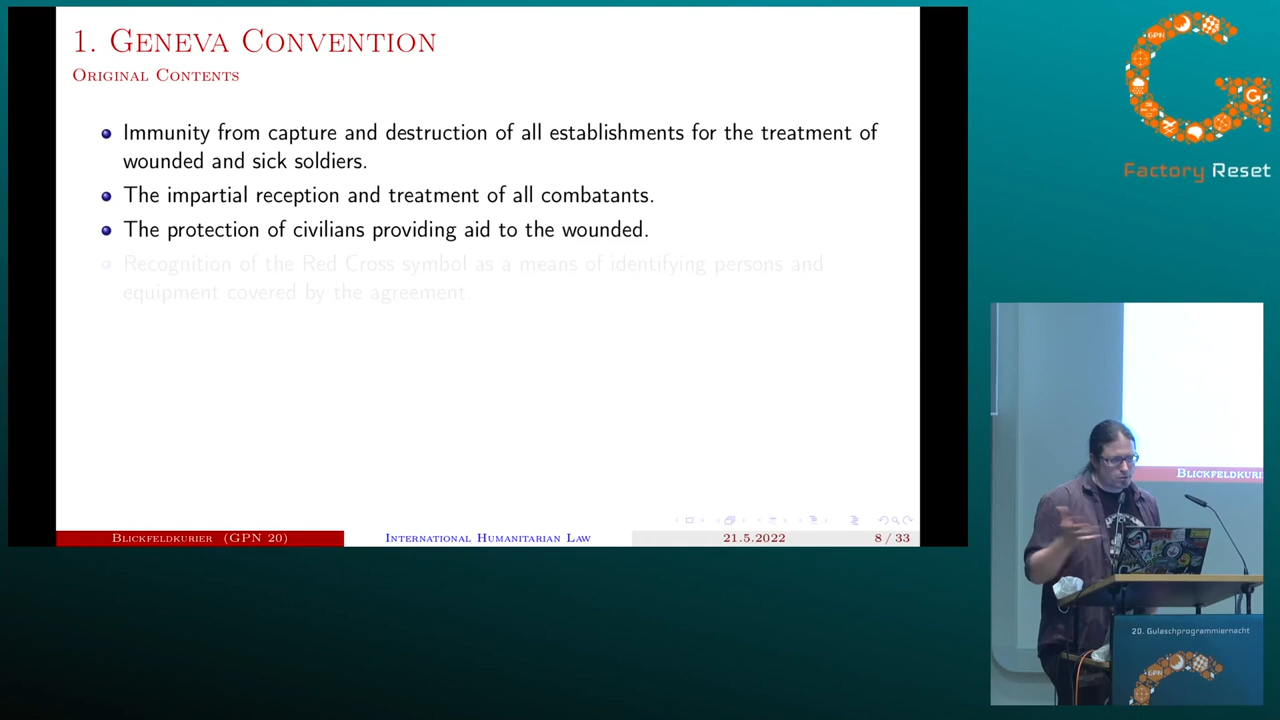 1. Geneva Convention
Original Contents
Immunity from capture and destruction of all establishments for the treatment of
wounded and sick soldiers.
The impartial reception and treatment of all combatants.
The protection of civilians providing aid to the wounded.
Recognition of the Red Cross symbol as a means of identifying persons and
equipment covered by the agreement.
Blickfeldkurier (GPN 20)
International Humanitarian Law
21.5.2022
8 / 33
GPN
G
Factory Reset
Blickfeldkurier
20. Gulaschprogrammiernacht
GPN